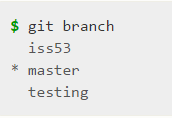 $ git branch
  iss53
* master
  testing